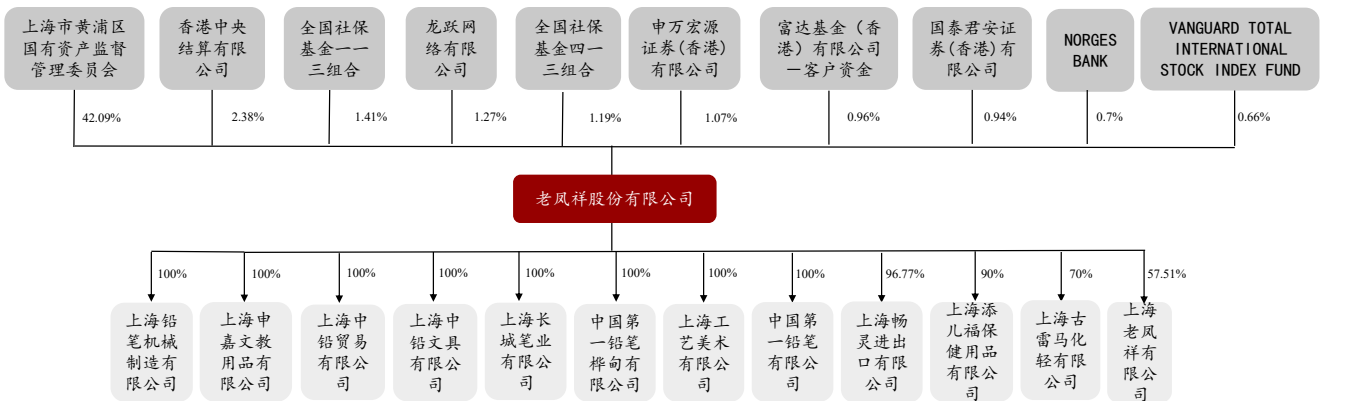 上海市黄浦区
国有资产监督
管理委员会
香港中央
结算有限
公司
全国社保
基金一一
三组合
龙跃网
络有限
公司
全国社保
基金四一
三组合
申万宏源
证券(香港)
有限公司
富达基金（香
港）有限公司
－客户资金
国泰君安证
券(香港)有
限公司
NORGES
BANK
VANGUARD TOTAL
INTERNATIONAL
STOCK INDEX FUND
42.09%
2.38%
1.41%
1.27%
1.19%
1.07%
0.96%
0.94%
0.7%
0.66%
老凤祥股份有限公司
100%
100%
100%
100%
100%
100%
100%
100%
96.77%
90%
70%
57.51%
上海铅
笔机械
制造有
限公司
上海申
嘉文教
用品有
限公司
上海中
铅贸易
有限公
司
上海中
铅文具
有限公
司
上海长
城笔业
有限公
司
中国第
一铅笔
桦甸有
限公司
上海工
艺美术
有限公
司
中国第
一铅笔
有限公
司
上海畅
灵进出
口有限
公司
上海添
儿福保
健用品
有限公
司
上海古
雷马化
轻有限
公司
上海
老凤
祥有
限公
司